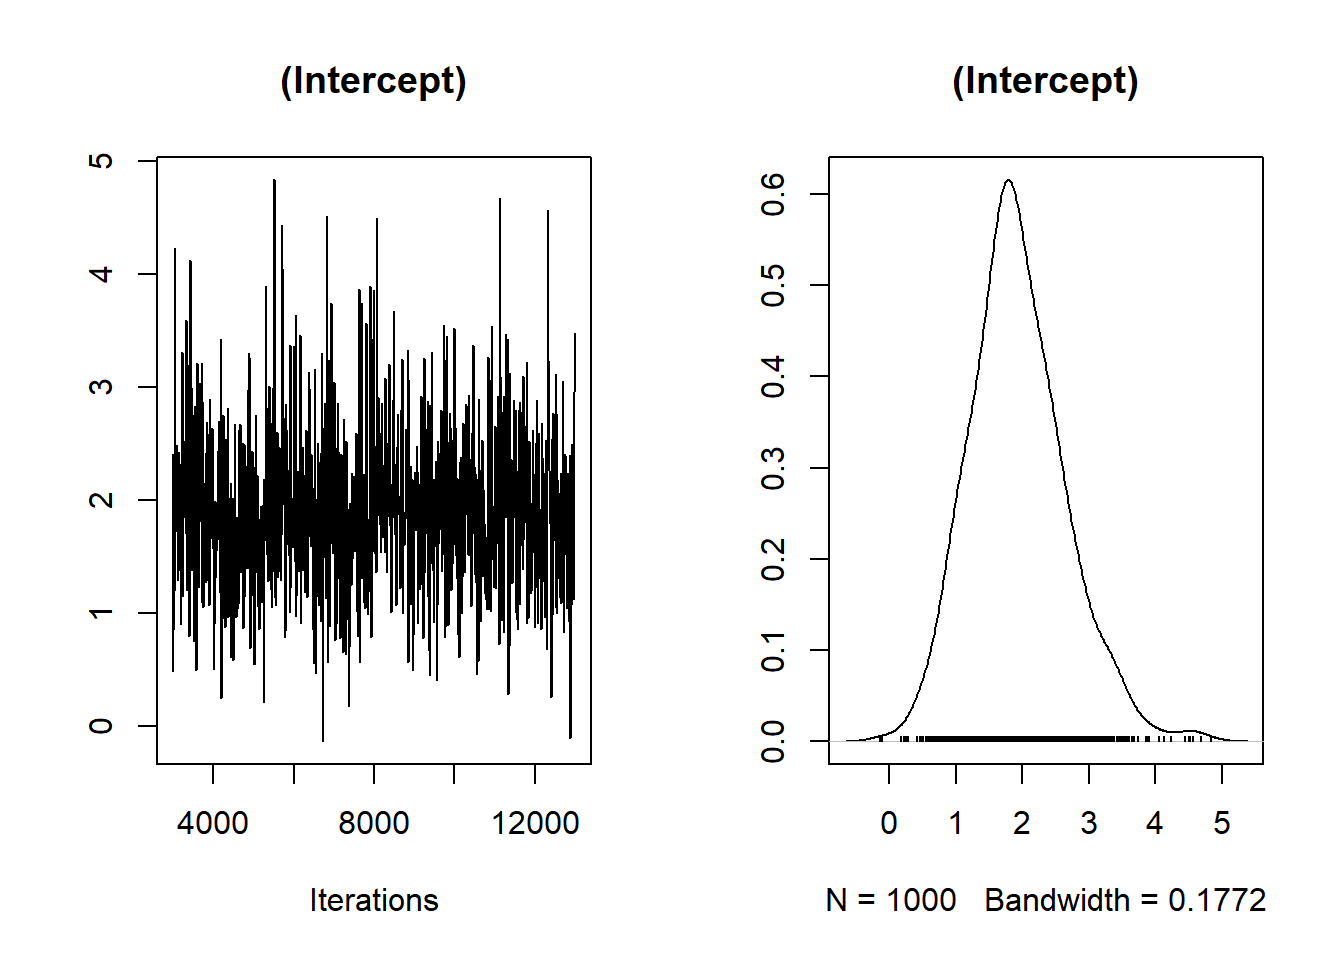 (Intercept)
5
4
3
2
1
0
4000 8000 12000
Iterations
(Intercept)
0.6
0.5
0.4
0.3
0.2
0.1
0.0
0 1 2 3 4 5
N = 1000 Bandwidth = 0.1772